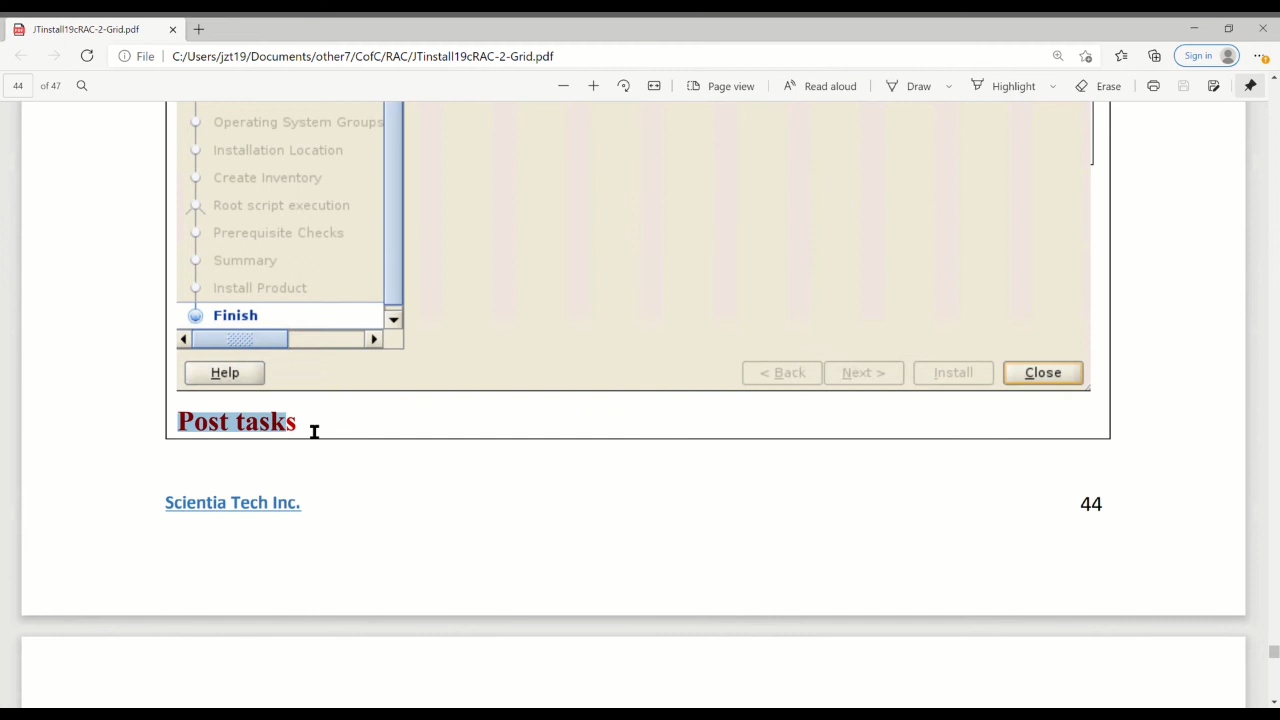 JTinstall19cRAC-2-Grid.pdf
File C:/Users/jzt19/Documents/other7/CofC/RAC/JTinstall19cRAC-2-Grid.pdf Sign in
44 of 47 Page view Read aloud Draw Highlight Erase
Operating System Groups
Installation Location
Create Inventory
Root script execution
Prerequisite Checks
Summary
Install Product
Finish
Help < Back Next > Install Close
Post tasks
Scientia Tech Inc. 44